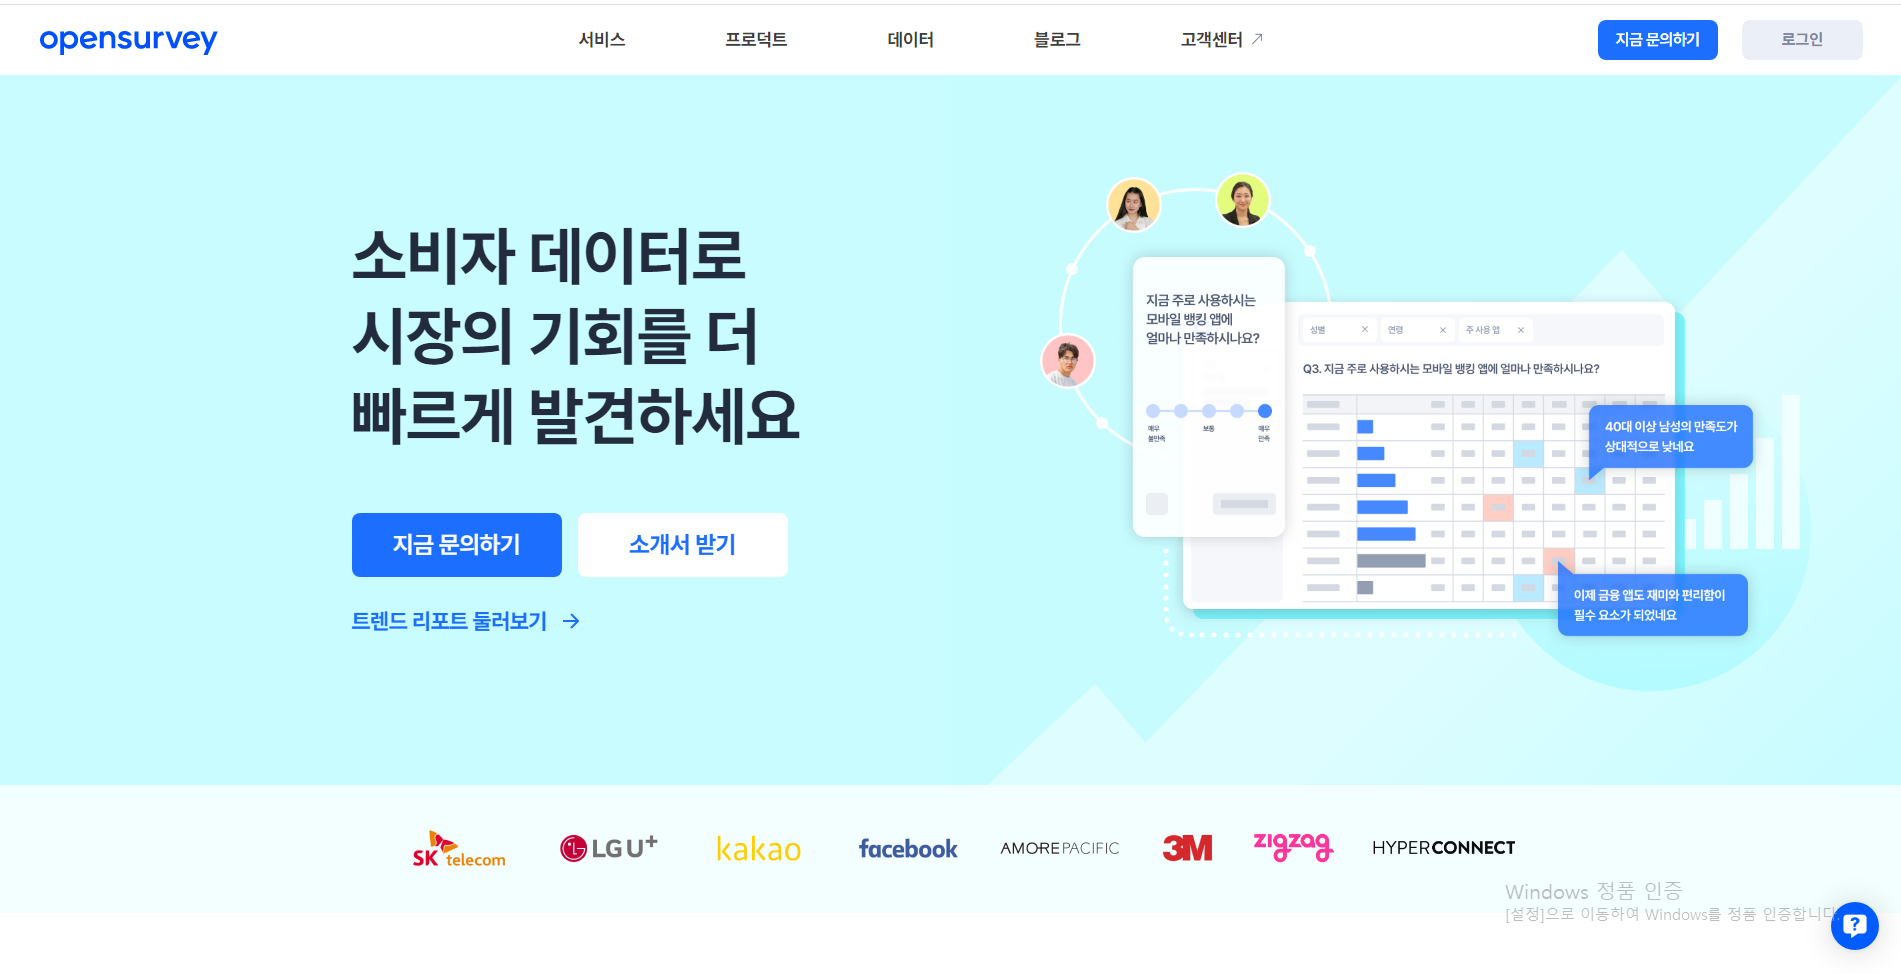 opensurvey
서비스
프로덕트
데이터
블로그
고객센터
지금 문의하기
로그인
소비자 데이터로
시장의 기회를 더
빠르게 발견하세요
지금 문의하기
소개서 받기
트렌드 리포트 둘러보기
지금 주로 사용하시는
모바일 뱅킹 앱에
얼마나 만족하시나요?
매우
불만족
보통
매우
만족
성별
연령
주 사용 앱
Q3. 지금 주로 사용하시는 모바일 뱅킹 앱에 얼마나 만족하시나요?
40대 이상 남성의 만족도가
상대적으로 낮네요
이제 금융 앱도 재미와 편리함이
필수 요소가 되었네요
SK telecom
LG U+
kakao
facebook
AMOREPACIFIC
3M
zigzag
HYPERCONNECT
Windows 정품 인증
[설정]으로 이동하여 Windows를 정품 인증합니다.